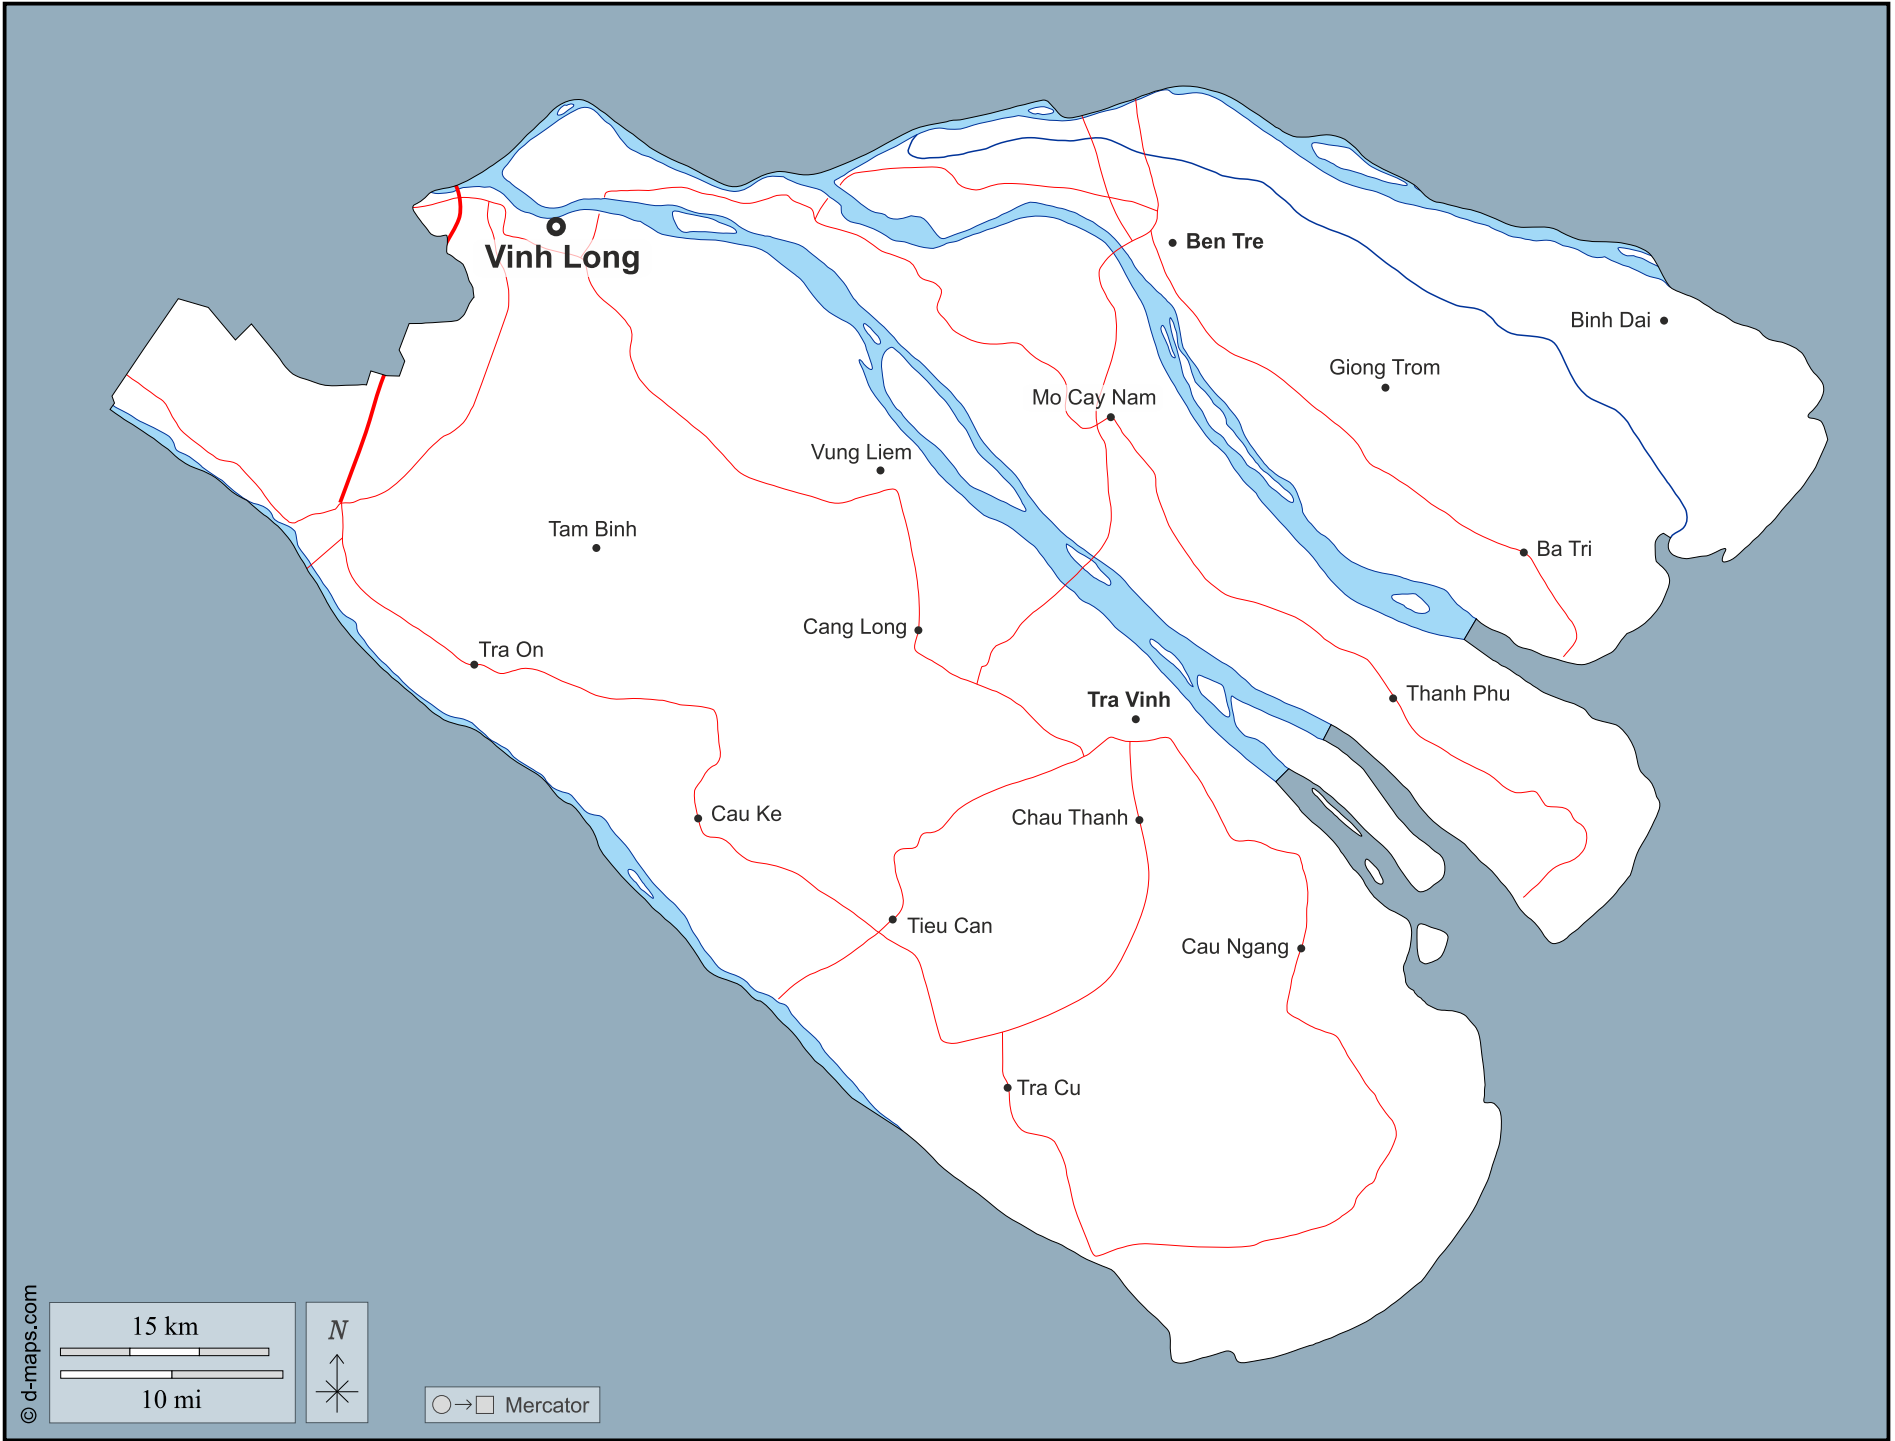 Vinh Long
Ben Tre
Binh Dai
Giong Trom
Mo Cay Nam
Vung Liem
Tam Binh
Ba Tri
Cang Long
Tra On
Thanh Phu
Tra Vinh
Cau Ke
Chau Thanh
Tieu Can
Cau Ngang
Tra Cu
© d-maps.com
15 km
10 mi
N
Mercator